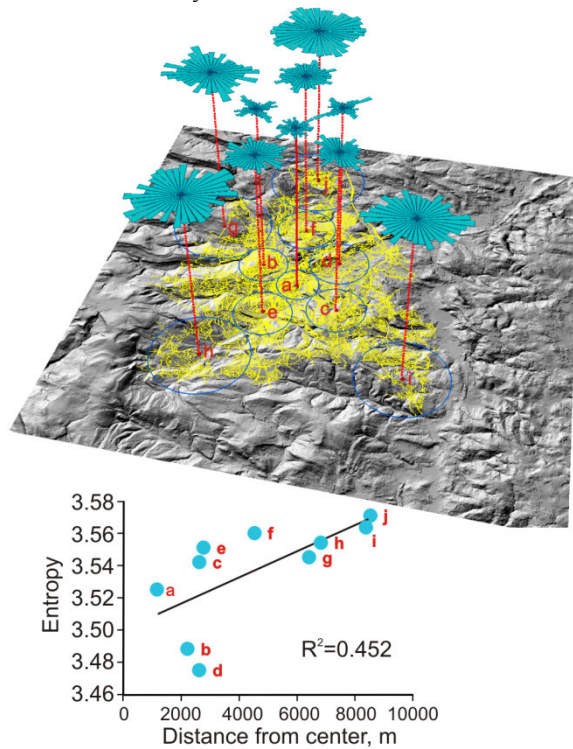 j
g
f
b
d
a
e
c
h
i
3.58
j
3.56
f
i
e
h
c
g
3.54
Entropy
a
3.52
3.50
b
R²=0.452
3.48
d
3.46
0 2000 4000 6000 8000 10000
Distance from center, m